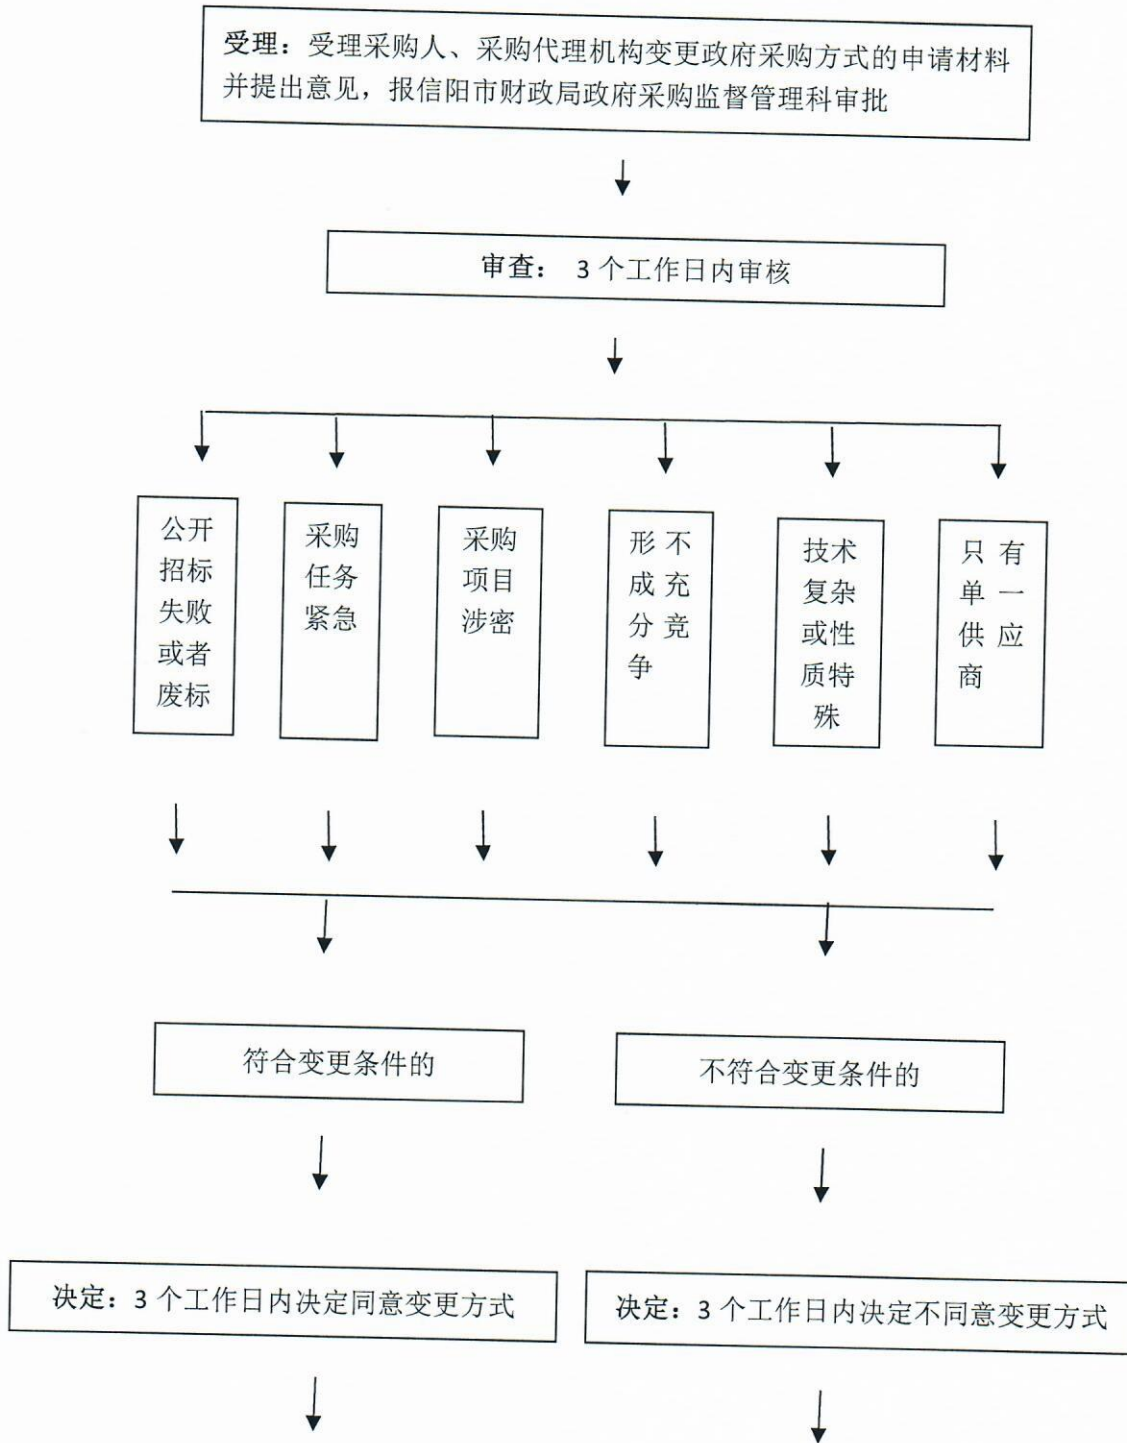 受理：受理采购人、采购代理机构变更政府采购方式的申请材料
并提出意见，报信阳市财政局政府采购监督管理科审批
审查： 3 个工作日内审核
公开
招标
失败
或者
废标
采购
任务
紧急
采购
项目
涉密
形 不
成 充
分 竞
争
技术
复杂
或性
质特
殊
只 有
单 一
供 应
商
符合变更条件的
不符合变更条件的
决定：3 个工作日内决定同意变更方式
决定：3 个工作日内决定不同意变更方式